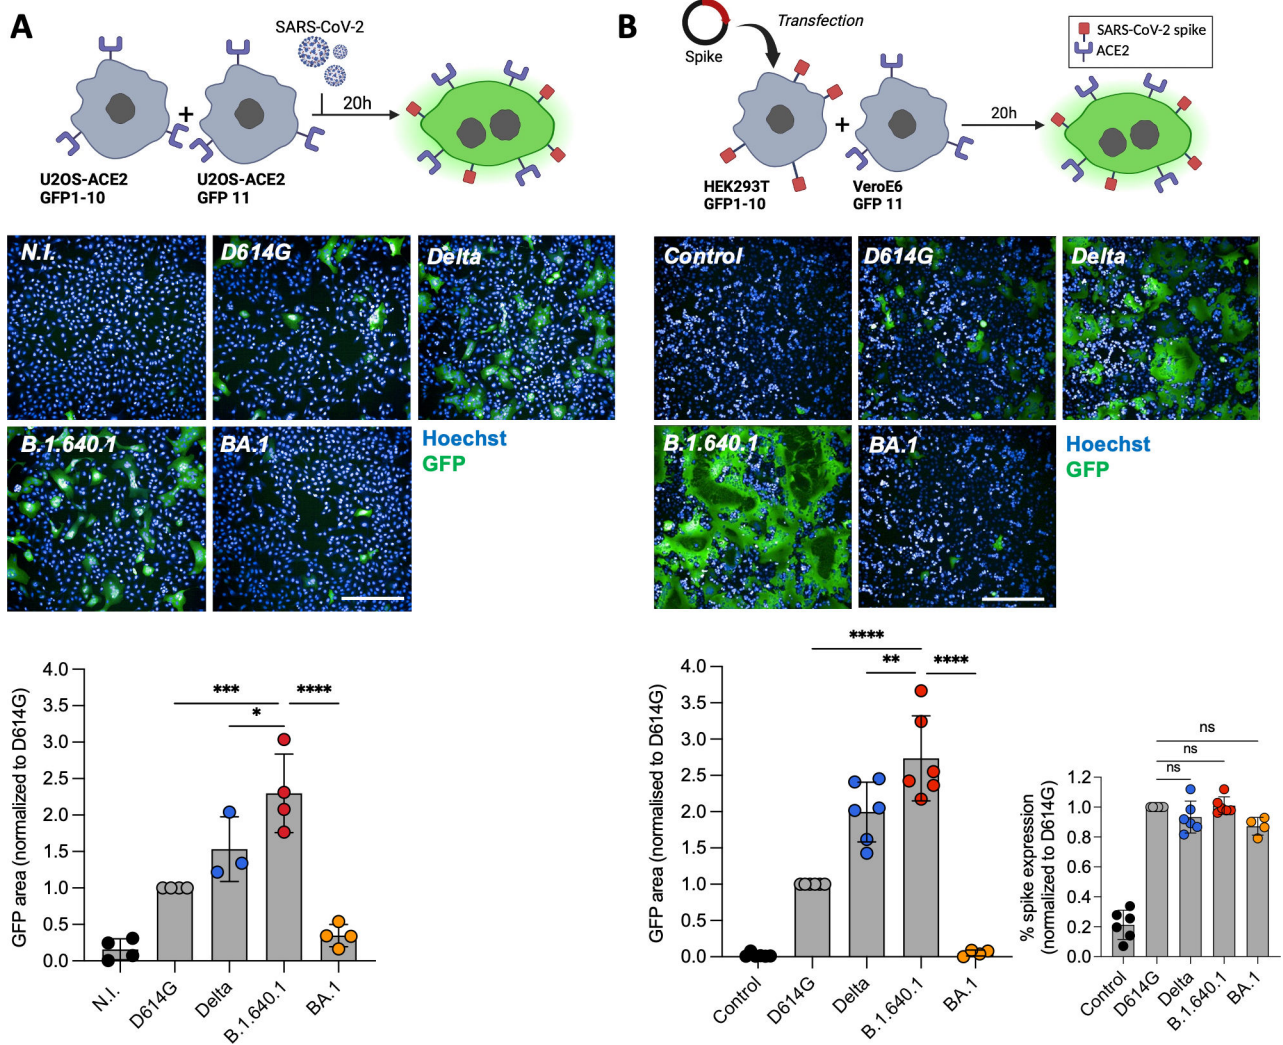 A
SARS-CoV-2
20h
+
U2OS-ACE2
GFP1-10
U2OS-ACE2
GFP 11
N.I.
D614G
Delta
B.1.640.1
BA.1
Hoechst
GFP
GFP area (normalized to D614G)
4.0
3.5
3.0
2.5
2.0
1.5
1.0
0.5
0.0
***
****
*
N.I.
D614G
Delta
B.1.640.1
BA.1
B
Transfection
Spike
SARS-CoV-2 spike
ACE2
20h
+
HEK293T
GFP1-10
VeroE6
GFP 11
Control
D614G
Delta
B.1.640.1
BA.1
Hoechst
GFP
GFP area (normalised to D614G)
4.0
3.5
3.0
2.5
2.0
1.5
1.0
0.5
0.0
****
**
****
Control
D614G
Delta
B.1.640.1
BA.1
% spike expression
(normalized to D614G)
1.2
1.0
0.8
0.6
0.4
0.2
0.0
ns
ns
ns
Control
D614G
Delta
B.1.640.1
BA.1